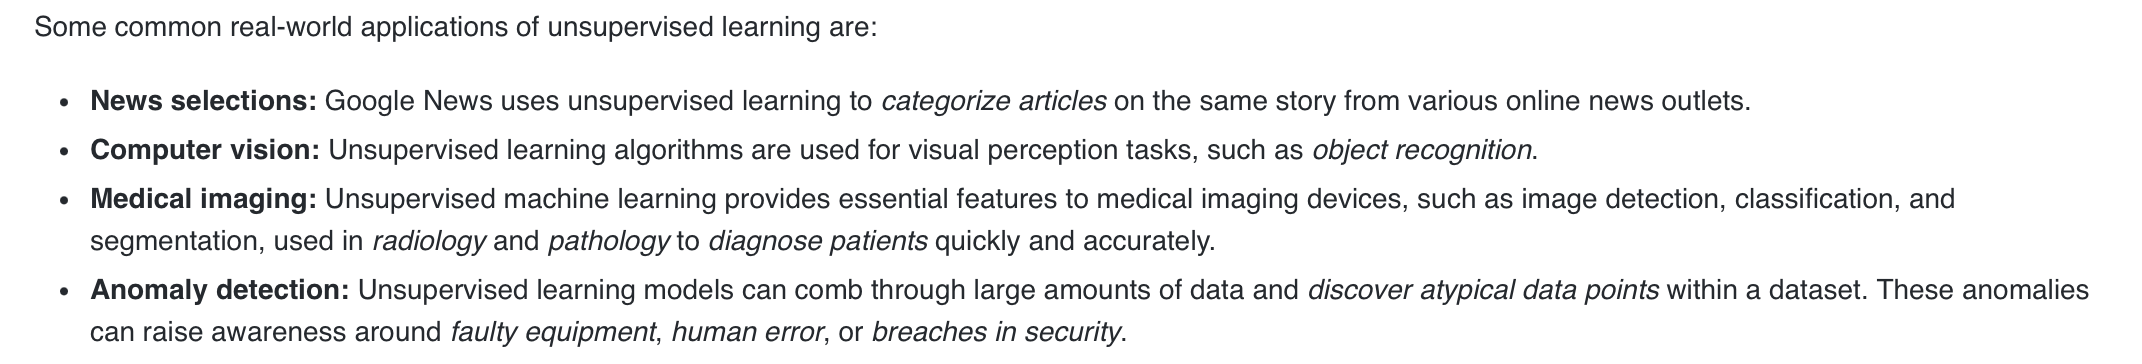 Some common real-world applications of unsupervised learning are:
• News selections: Google News uses unsupervised learning to categorize articles on the same story from various online news outlets.
• Computer vision: Unsupervised learning algorithms are used for visual perception tasks, such as object recognition.
• Medical imaging: Unsupervised machine learning provides essential features to medical imaging devices, such as image detection, classification, and
segmentation, used in radiology and pathology to diagnose patients quickly and accurately.
• Anomaly detection: Unsupervised learning models can comb through large amounts of data and discover atypical data points within a dataset. These anomalies
can raise awareness around faulty equipment, human error, or breaches in security.